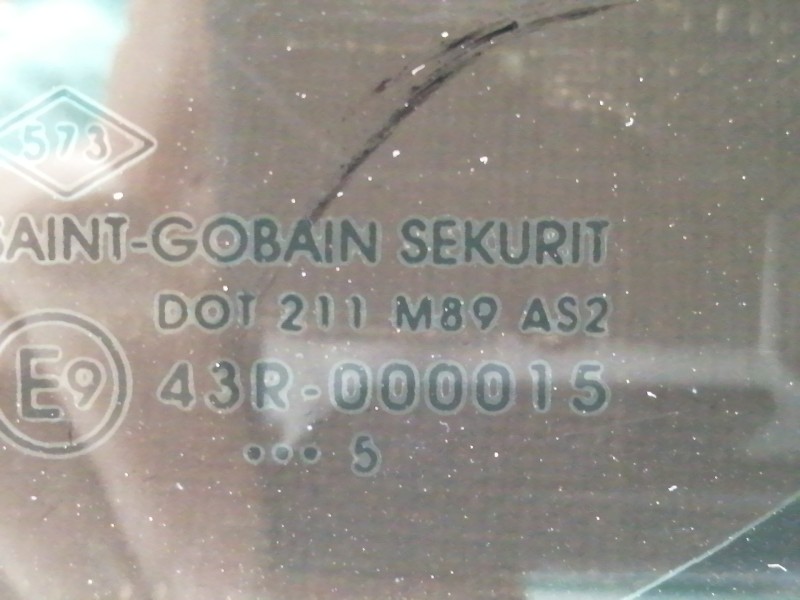 573
SAINT-GOBAIN SEKURIT
DOT 211 M89 AS2
E9 43R-000015
••• 5